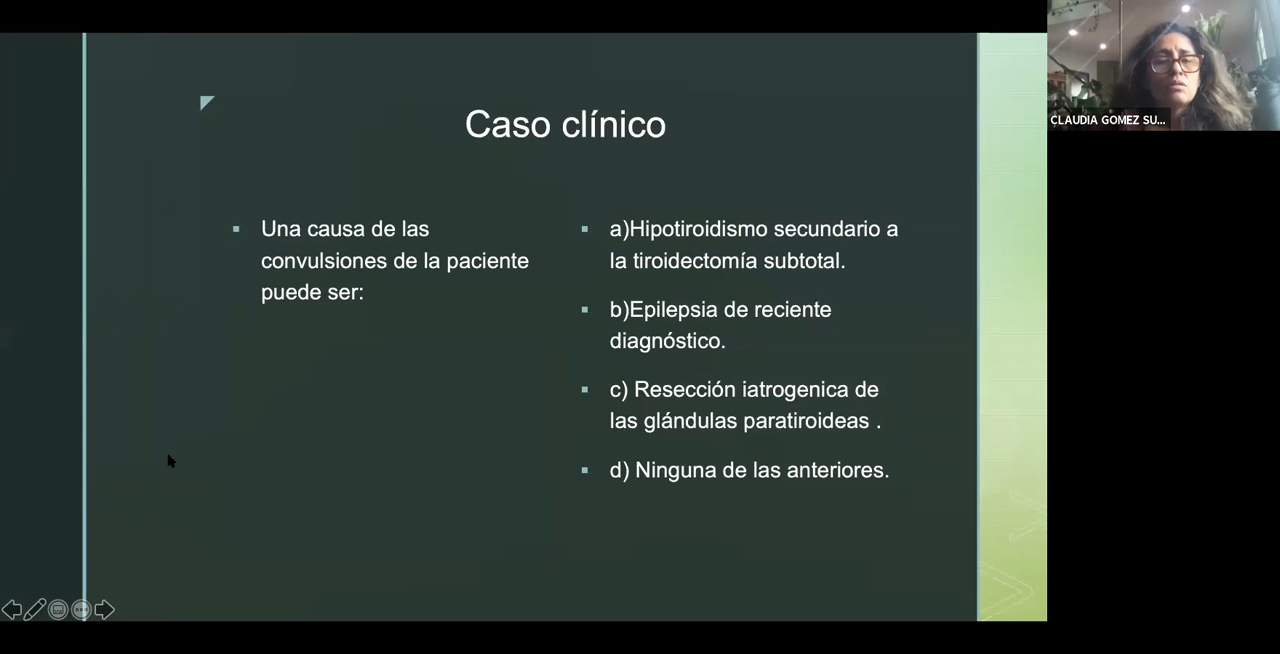 Caso clínico
Una causa de las
convulsiones de la paciente
puede ser:
a)Hipotiroidismo secundario a
la tiroidectomía subtotal.
b)Epilepsia de reciente
diagnóstico.
c) Resección iatrogenica de
las glándulas paratiroideas .
d) Ninguna de las anteriores.
CLAUDIA GOMEZ SU...